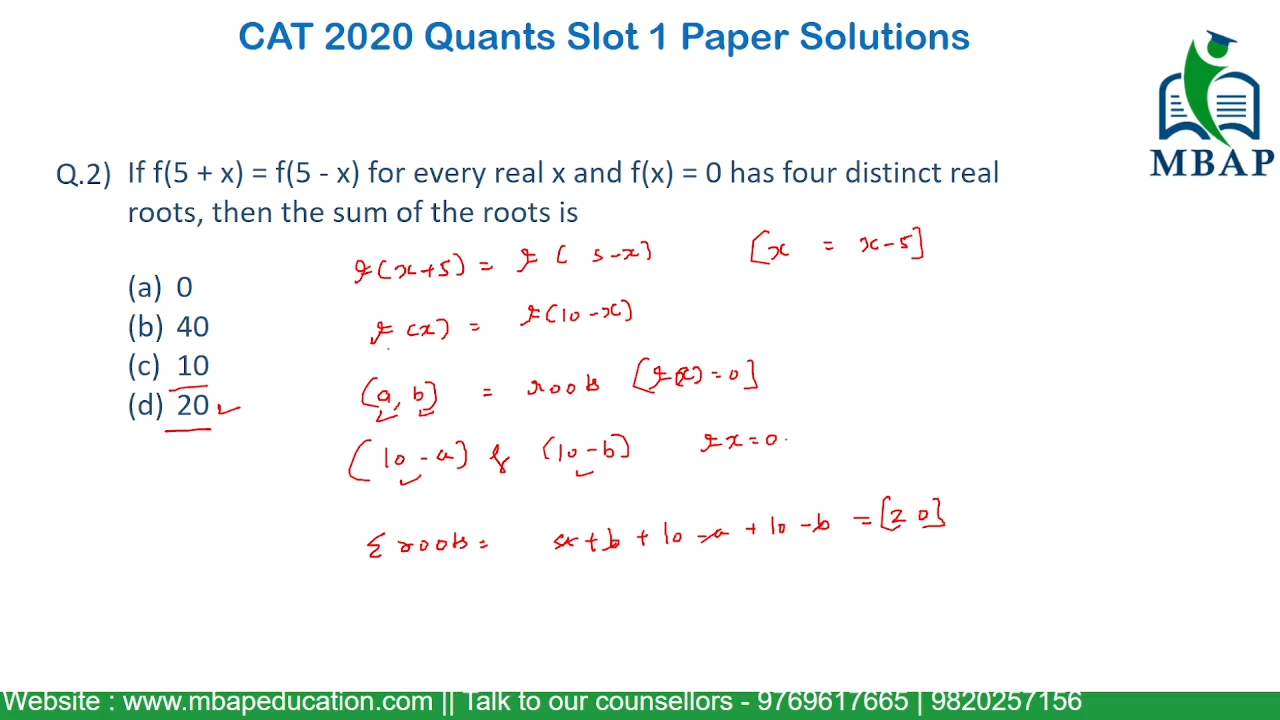 CAT 2020 Quants Slot 1 Paper Solutions
MBAP
Q.2) If f(5 + x) = f(5 - x) for every real x and f(x) = 0 has four distinct real
roots, then the sum of the roots is
f(x+5) = f( 5-x) [x = x-5]
(a) 0
f(x) = f(10-x)
(b) 40
(c) 10
(a, b) = roots [f(x) = 0]
(d) 20
(10 - a) & (10 - b) fx = 0
Σ roots = a + b + 10 - a + 10 - b = [20]
Website : www.mbapeducation.com || Talk to our counsellors - 9769617665 | 9820257156